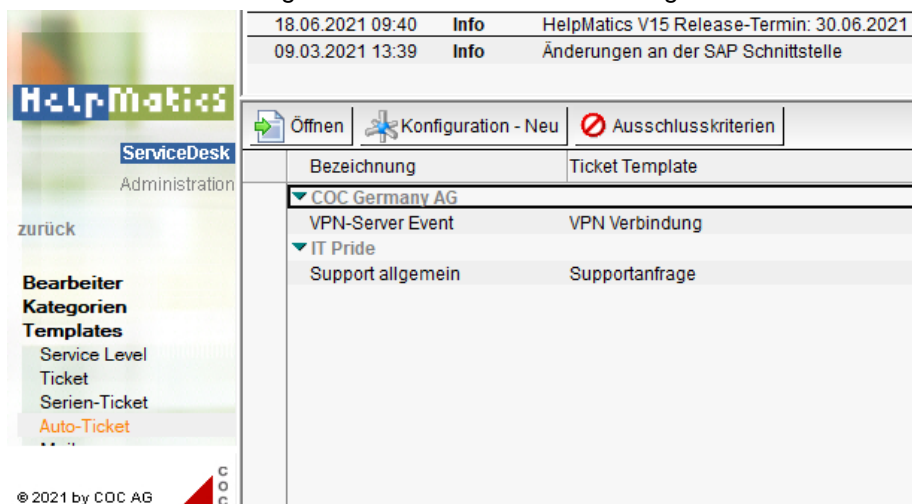 18.06.2021 09:40 Info HelpMatics V15 Release-Termin: 30.06.2021
09.03.2021 13:39 Info Änderungen an der SAP Schnittstelle
HelpMatics
ServiceDesk
Administration
zurück
Bearbeiter
Kategorien
Templates
Service Level
Ticket
Serien-Ticket
Auto-Ticket
© 2021 by COC AG
COC
Öffnen Konfiguration - Neu Ausschlusskriterien
Bezeichnung Ticket Template
COC Germany AG
VPN-Server Event VPN Verbindung
IT Pride
Support allgemein Supportanfrage